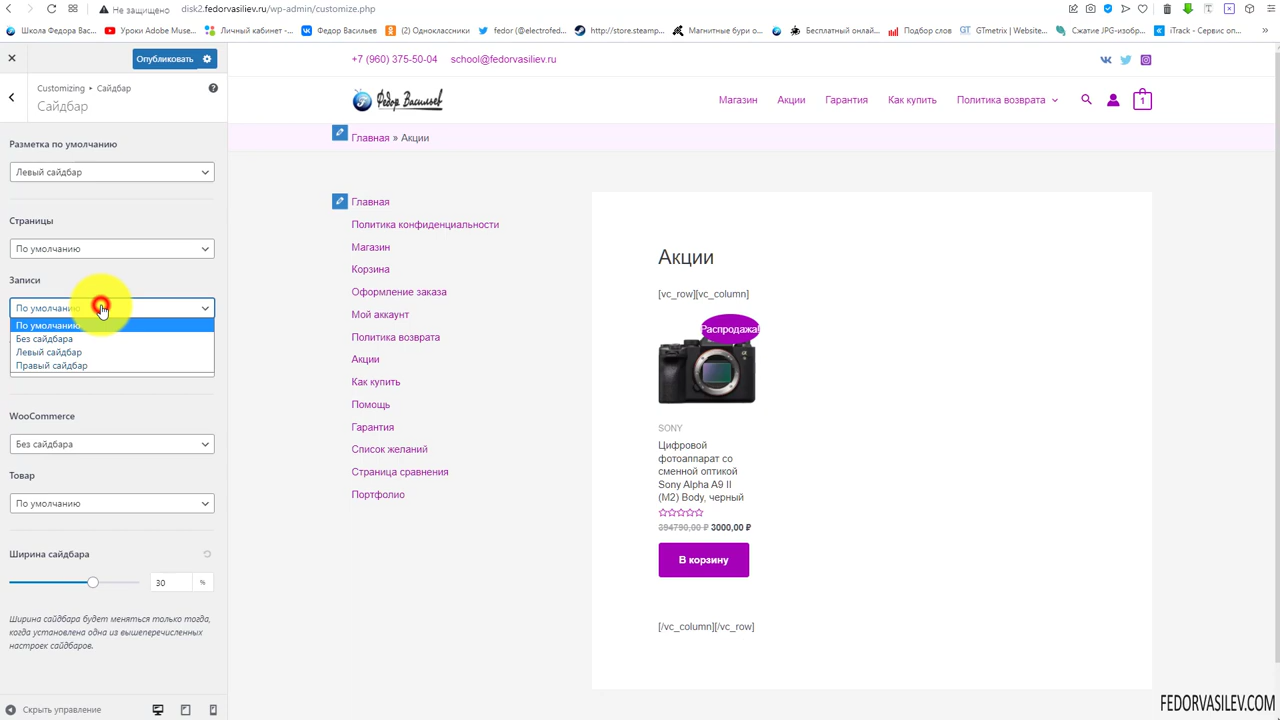 Не защищено
disk2.fedorvasiliev.ru/wp-admin/customize.php
Школа Федора Вас...
Уроки Adobe Muse...
Личный кабинет -...
Федор Васильев
(2) Одноклассники
fedor (@electrofed...
http://store.steamp...
Магнитные бури о...
Бесплатный онлай...
Подбор слов
GTmetrix | Website...
Сжатие JPG-изобр...
iTrack - Сервис оп...
Опубликовать
Customizing ▸ Сайдбар
Сайдбар
Разметка по умолчанию
Левый сайдбар
Страницы
По умолчанию
Записи
По умолчанию
По умолчанию
Без сайдбара
Левый сайдбар
Правый сайдбар
WooCommerce
Без сайдбара
Товар
По умолчанию
Ширина сайдбара
30 %
Ширина сайдбара будет меняться только тогда,
когда установлена одна из вышеперечисленных
настроек сайдбаров.
Скрыть управление
+7 (960) 375-50-04 school@fedorvasiliev.ru
Федор Васильев
Магазин Акции Гарантия Как купить Политика возврата
1
Главная » Акции
Главная
Политика конфиденциальности
Магазин
Корзина
Оформление заказа
Мой аккаунт
Политика возврата
Акции
Как купить
Помощь
Гарантия
Список желаний
Страница сравнения
Портфолио
Акции
[vc_row][vc_column]
Распродажа!
SONY
Цифровой
фотоаппарат со
сменной оптикой
Sony Alpha A9 II
(M2) Body, черный
394790,00 ₽ 3000,00 ₽
В корзину
[/vc_column][/vc_row]
FEDORVASILEV.COM